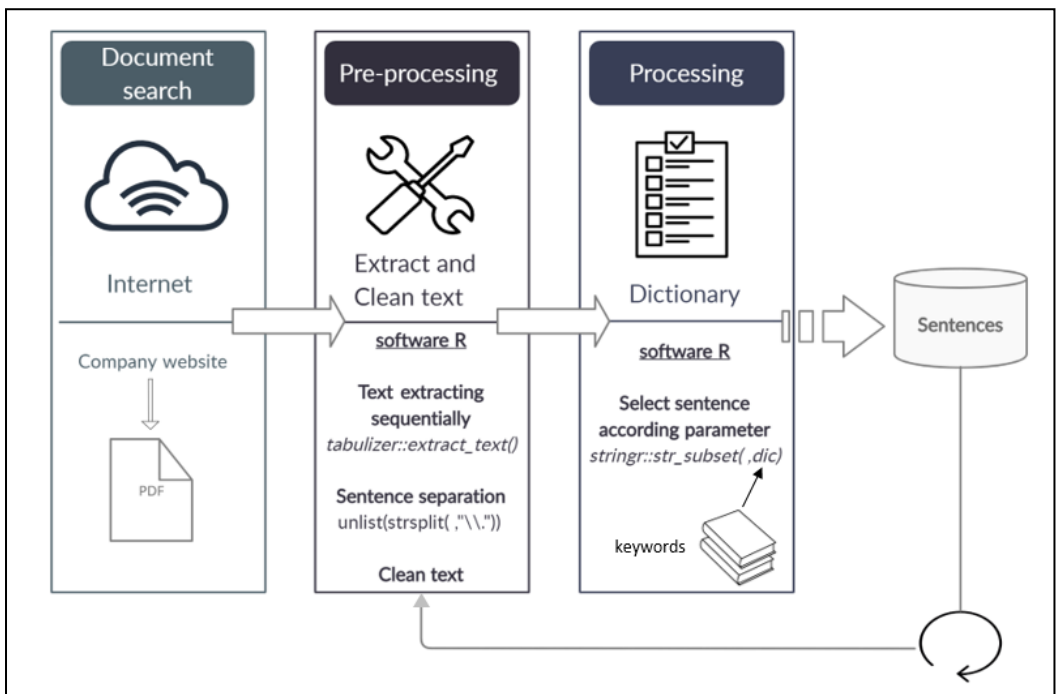 Document
search
Internet
Company website
PDF
Pre-processing
Extract and
Clean text
software R
Text extracting
sequentially
tabulizer::extract_text()
Sentence separation
unlist(strsplit( ,"\\."))
Clean text
Processing
Dictionary
software R
Select sentence
according parameter
stringr::str_subset( ,dic)
keywords
Sentences